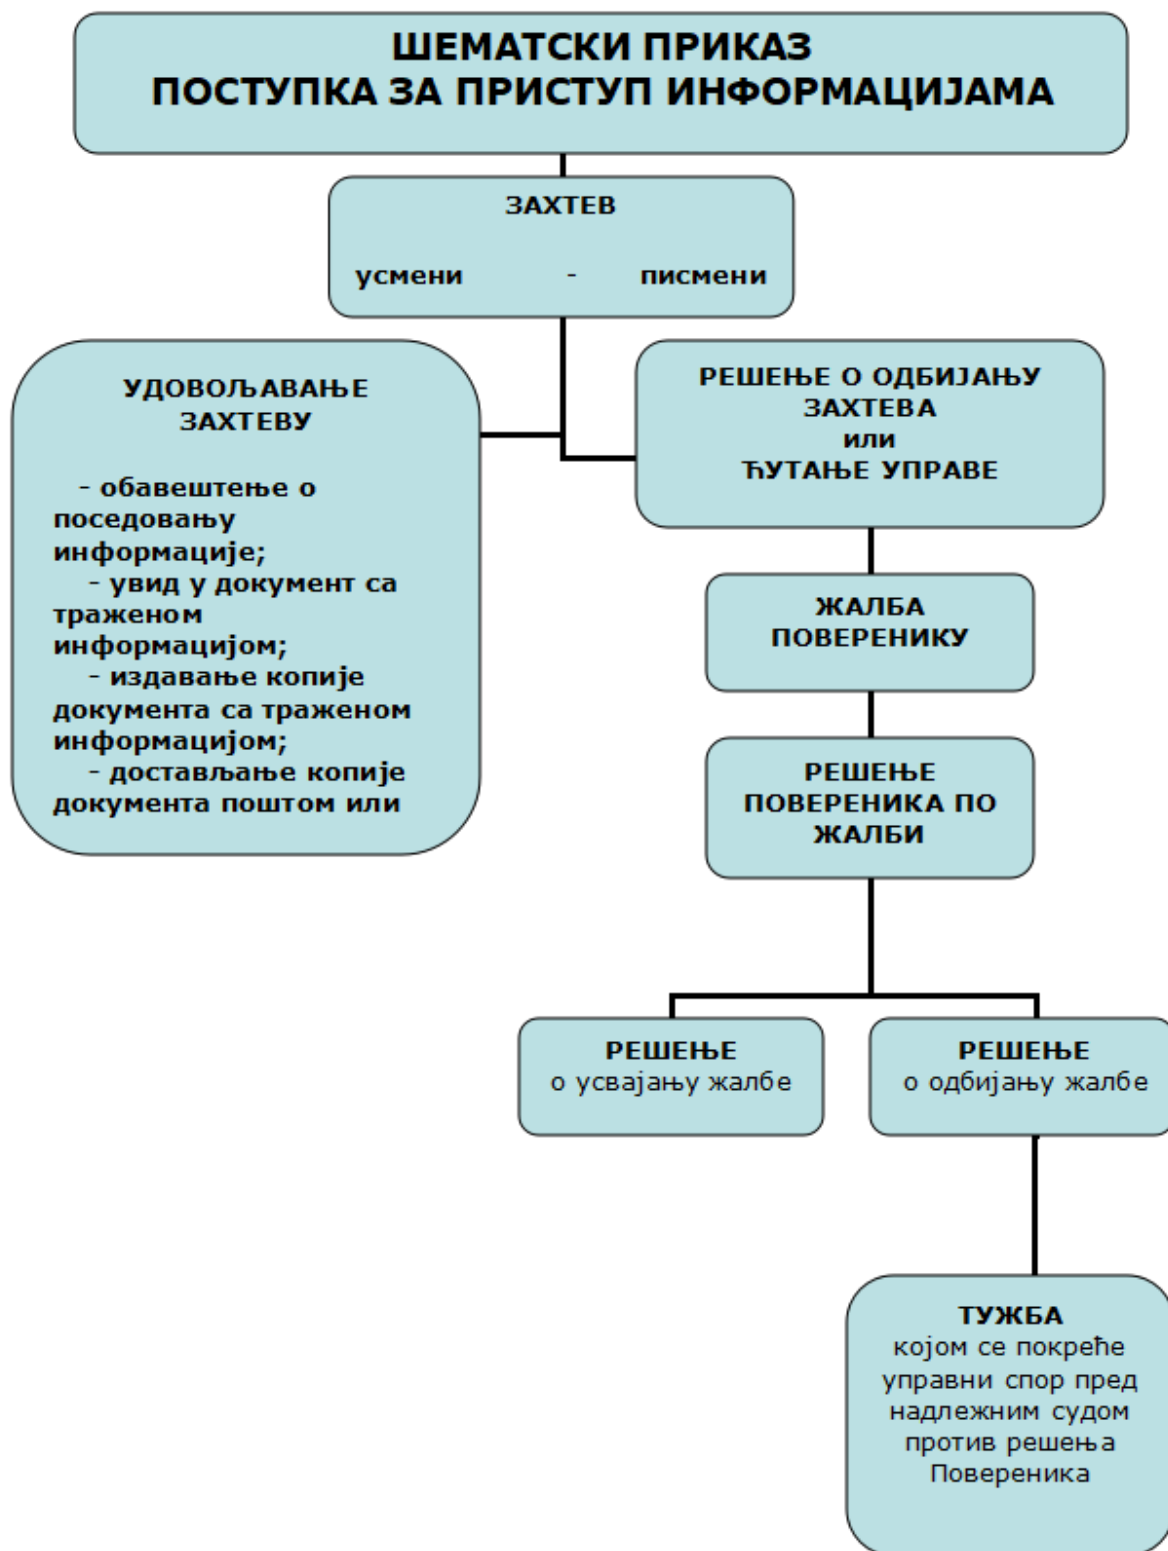 ШЕМАТСКИ ПРИКАЗ
ПОСТУПКА ЗА ПРИСТУП ИНФОРМАЦИЈАМА
ЗАХТЕВ
усмени - писмени
УДОВОЉАВАЊЕ
ЗАХТЕВУ
- обавештење о
поседовању
информације;
- увид у документ са
траженом
информацијом;
- издавање копије
документа са траженом
информацијом;
- достављање копије
документа поштом или
РЕШЕЊЕ О ОДБИЈАЊУ
ЗАХТЕВА
или
ЋУТАЊЕ УПРАВЕ
ЖАЛБА
ПОВЕРЕНИКУ
РЕШЕЊЕ
ПОВЕРЕНИКА ПО
ЖАЛБИ
РЕШЕЊЕ
о усвајању жалбе
РЕШЕЊЕ
о одбијању жалбе
ТУЖБА
којом се покреће
управни спор пред
надлежним судом
против решења
Повереника